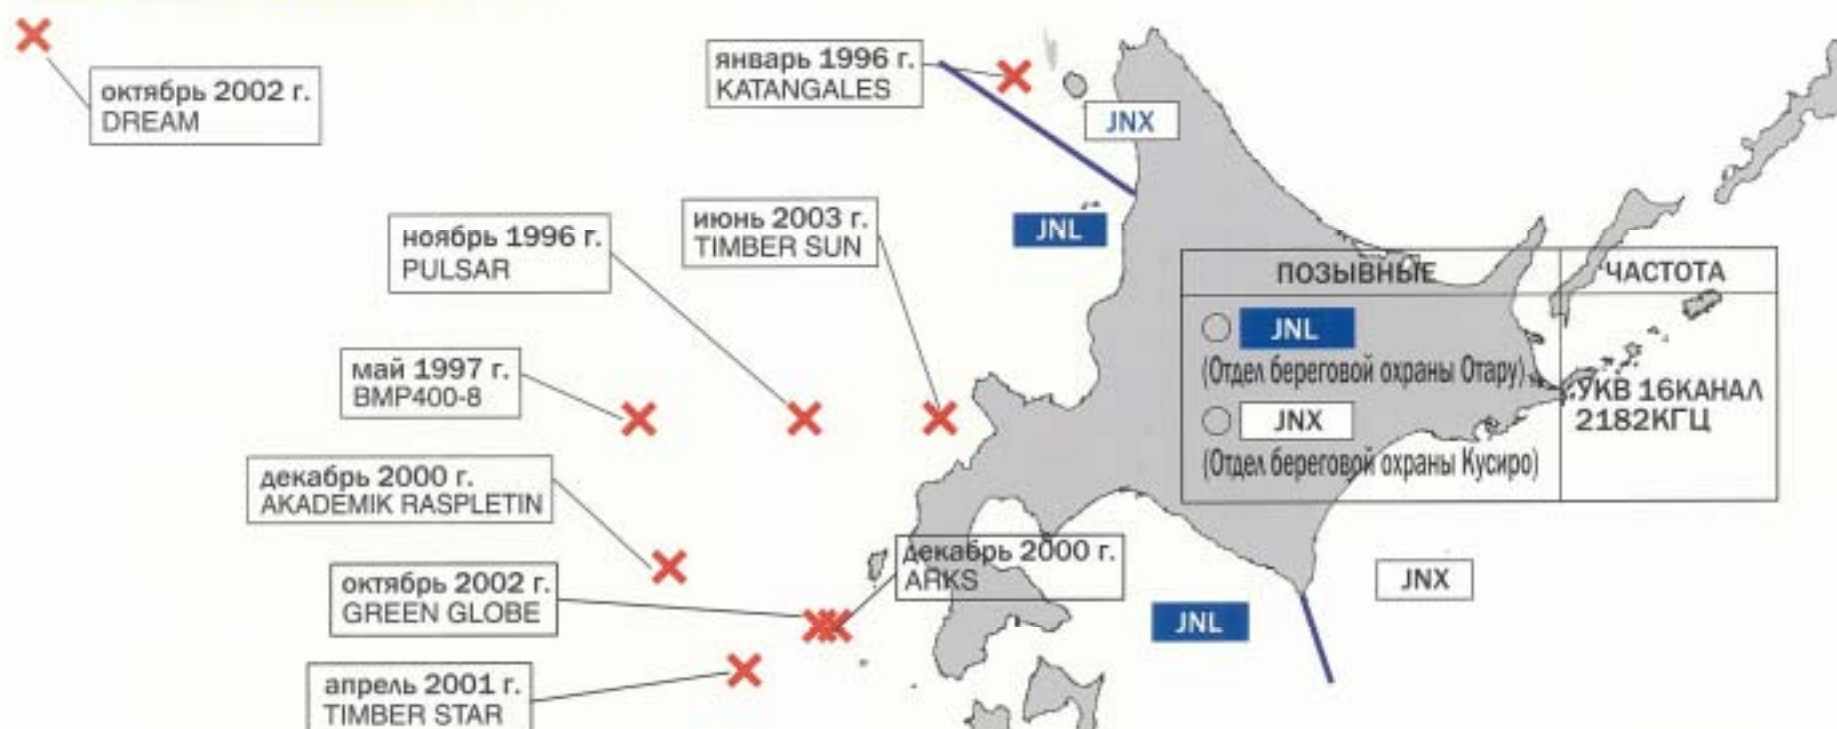 октябрь 2002 г.
DREAM
январь 1996 г.
KATANGALES
JNX
ноябрь 1996 г.
PULSAR
июнь 2003 г.
TIMBER SUN
JNL
ПОЗЫВНЫЕ
ЧАСТОТА
JNL
(Отдел береговой охраны Отару)
JNX
(Отдел береговой охраны Кусиро)
УКВ 16КАНАЛ
2182КГЦ
май 1997 г.
BMP400-8
декабрь 2000 г.
AKADEMIK RASPLETIN
декабрь 2000 г.
ARKS
октябрь 2002 г.
GREEN GLOBE
JNX
JNL
апрель 2001 г.
TIMBER STAR